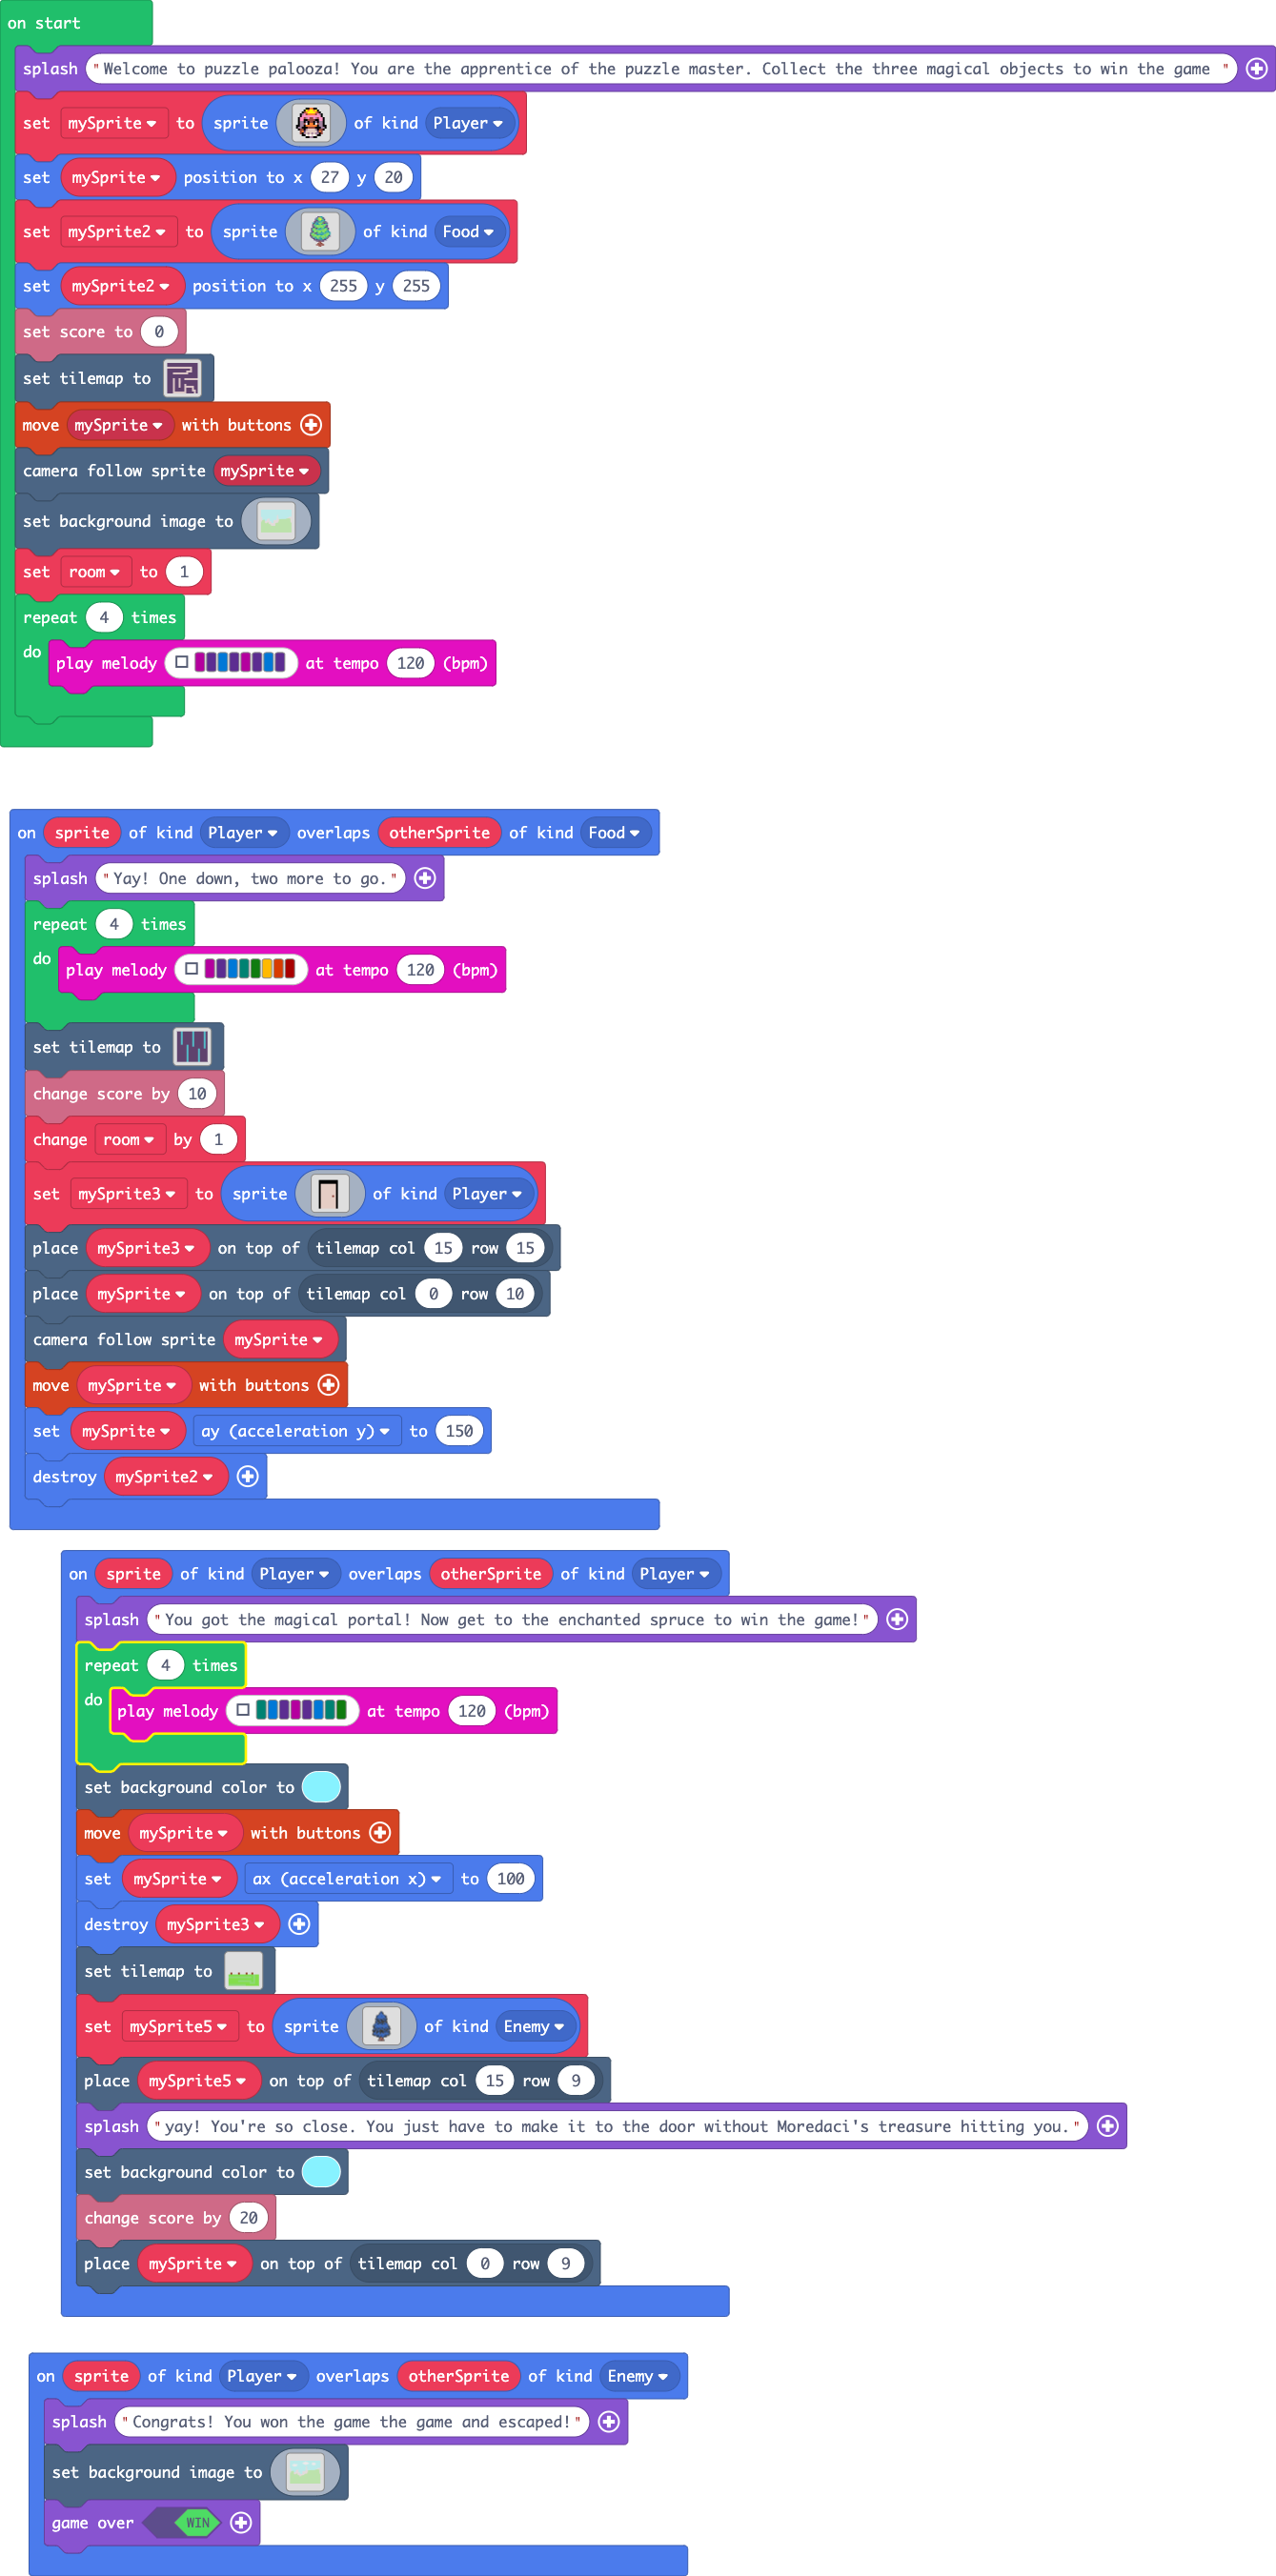 on start
splash "Welcome to puzzle palooza! You are the apprentice of the puzzle master. Collect the three magical objects to win the game "
set mySprite to sprite of kind Player
set mySprite position to x 27 y 20
set mySprite2 to sprite of kind Food
set mySprite2 position to x 255 y 255
set score to 0
set tilemap to
move mySprite with buttons
camera follow sprite mySprite
set background image to
set room to 1
repeat 4 times
do play melody at tempo 120 (bpm)
on sprite of kind Player overlaps otherSprite of kind Food
splash "Yay! One down, two more to go."
repeat 4 times
do play melody at tempo 120 (bpm)
set tilemap to
change score by 10
change room by 1
set mySprite3 to sprite of kind Player
place mySprite3 on top of tilemap col 15 row 15
place mySprite on top of tilemap col 0 row 10
camera follow sprite mySprite
move mySprite with buttons
set mySprite ay (acceleration y) to 150
destroy mySprite2
on sprite of kind Player overlaps otherSprite of kind Player
splash "You got the magical portal! Now get to the enchanted spruce to win the game!"
repeat 4 times
do play melody at tempo 120 (bpm)
set background color to
move mySprite with buttons
set mySprite ax (acceleration x) to 100
destroy mySprite3
set tilemap to
set mySprite5 to sprite of kind Enemy
place mySprite5 on top of tilemap col 15 row 9
splash "yay! You're so close. You just have to make it to the door without Moredaci's treasure hitting you."
set background color to
change score by 20
place mySprite on top of tilemap col 0 row 9
on sprite of kind Player overlaps otherSprite of kind Enemy
splash "Congrats! You won the game the game and escaped!"
set background image to
game over WIN